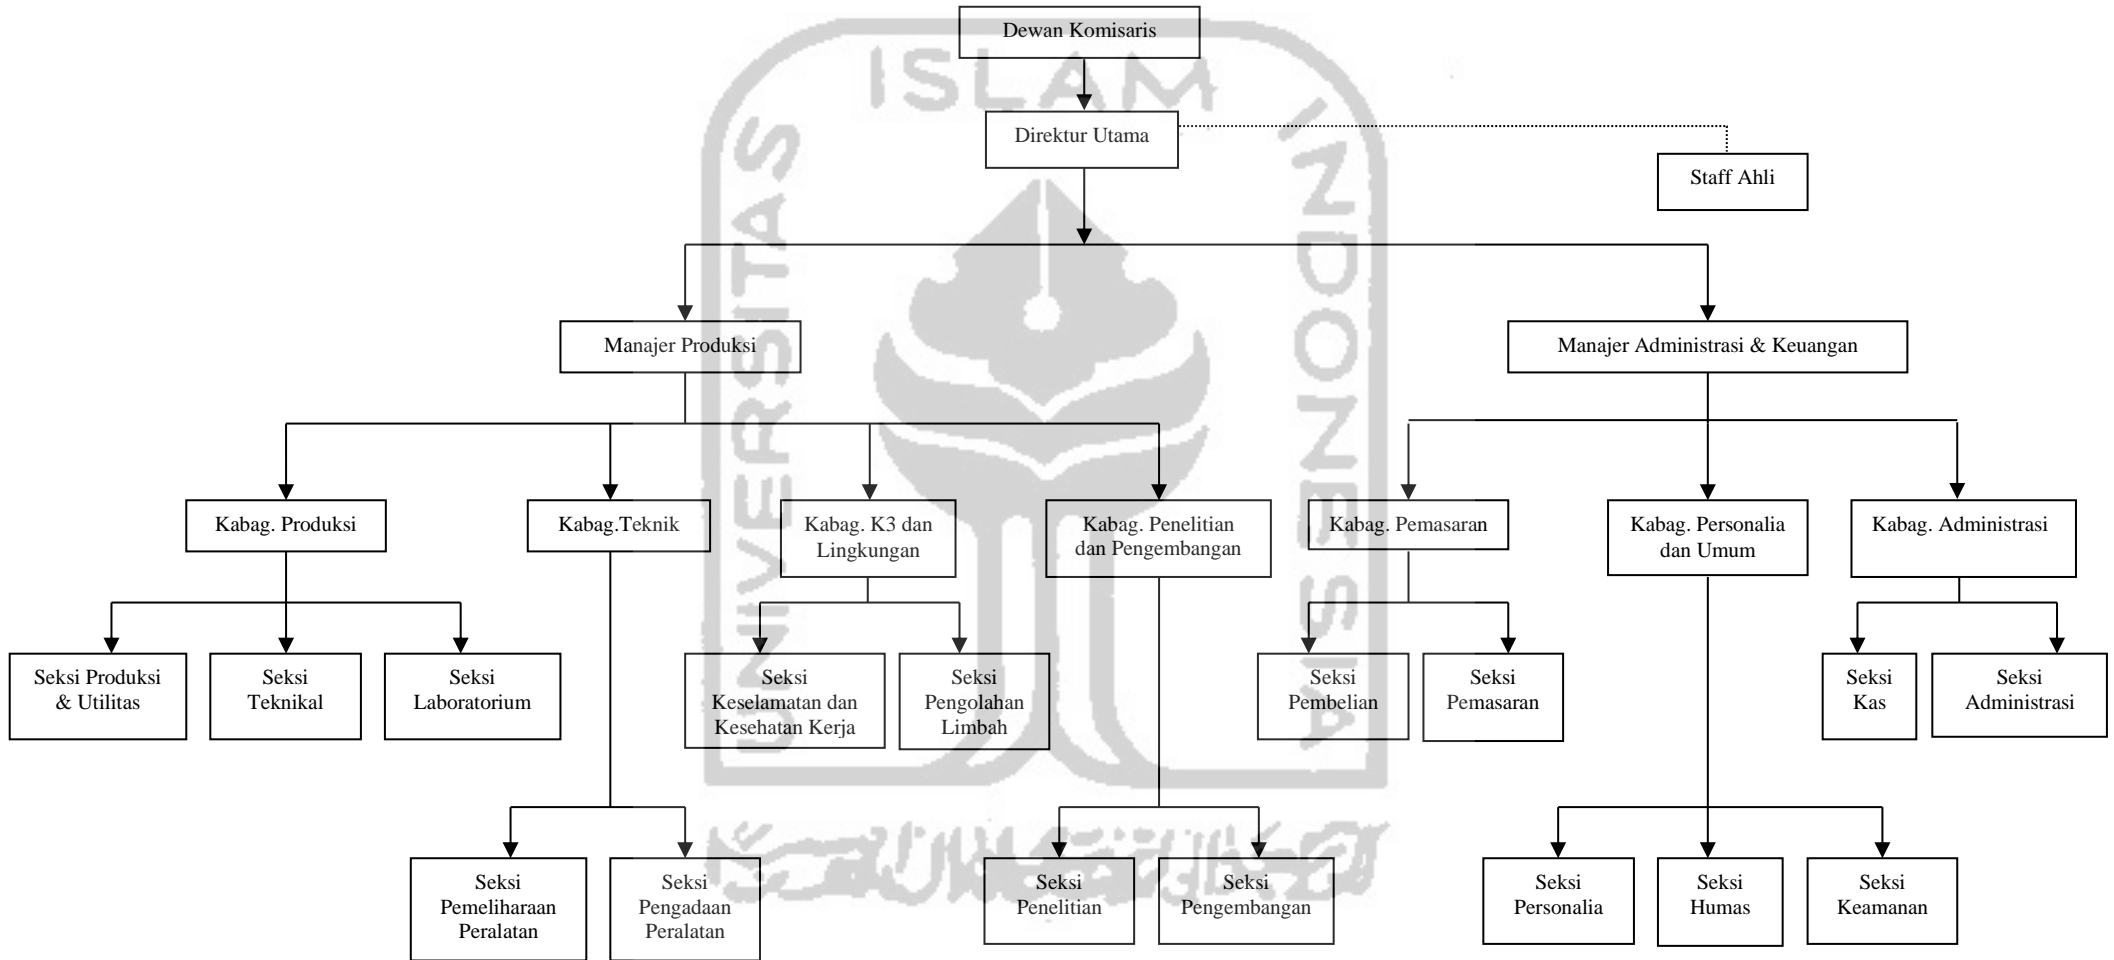 Dewan Komisaris
Direktur Utama
Staff Ahli
Manajer Produksi
Manajer Administrasi & Keuangan
Kabag. Produksi
Kabag.Teknik
Kabag. K3 dan
Lingkungan
Kabag. Penelitian
dan Pengembangan
Kabag. Pemasaran
Kabag. Personalia
dan Umum
Kabag. Administrasi
Seksi Produksi
& Utilitas
Seksi
Teknikal
Seksi
Laboratorium
Seksi
Keselamatan dan
Kesehatan Kerja
Seksi
Pengolahan
Limbah
Seksi
Pembelian
Seksi
Pemasaran
Seksi
Kas
Seksi
Administrasi
Seksi
Pemeliharaan
Peralatan
Seksi
Pengadaan
Peralatan
Seksi
Penelitian
Seksi
Pengembangan
Seksi
Personalia
Seksi
Humas
Seksi
Keamanan
UNIVERSITAS
ISLAM
INDONESIA